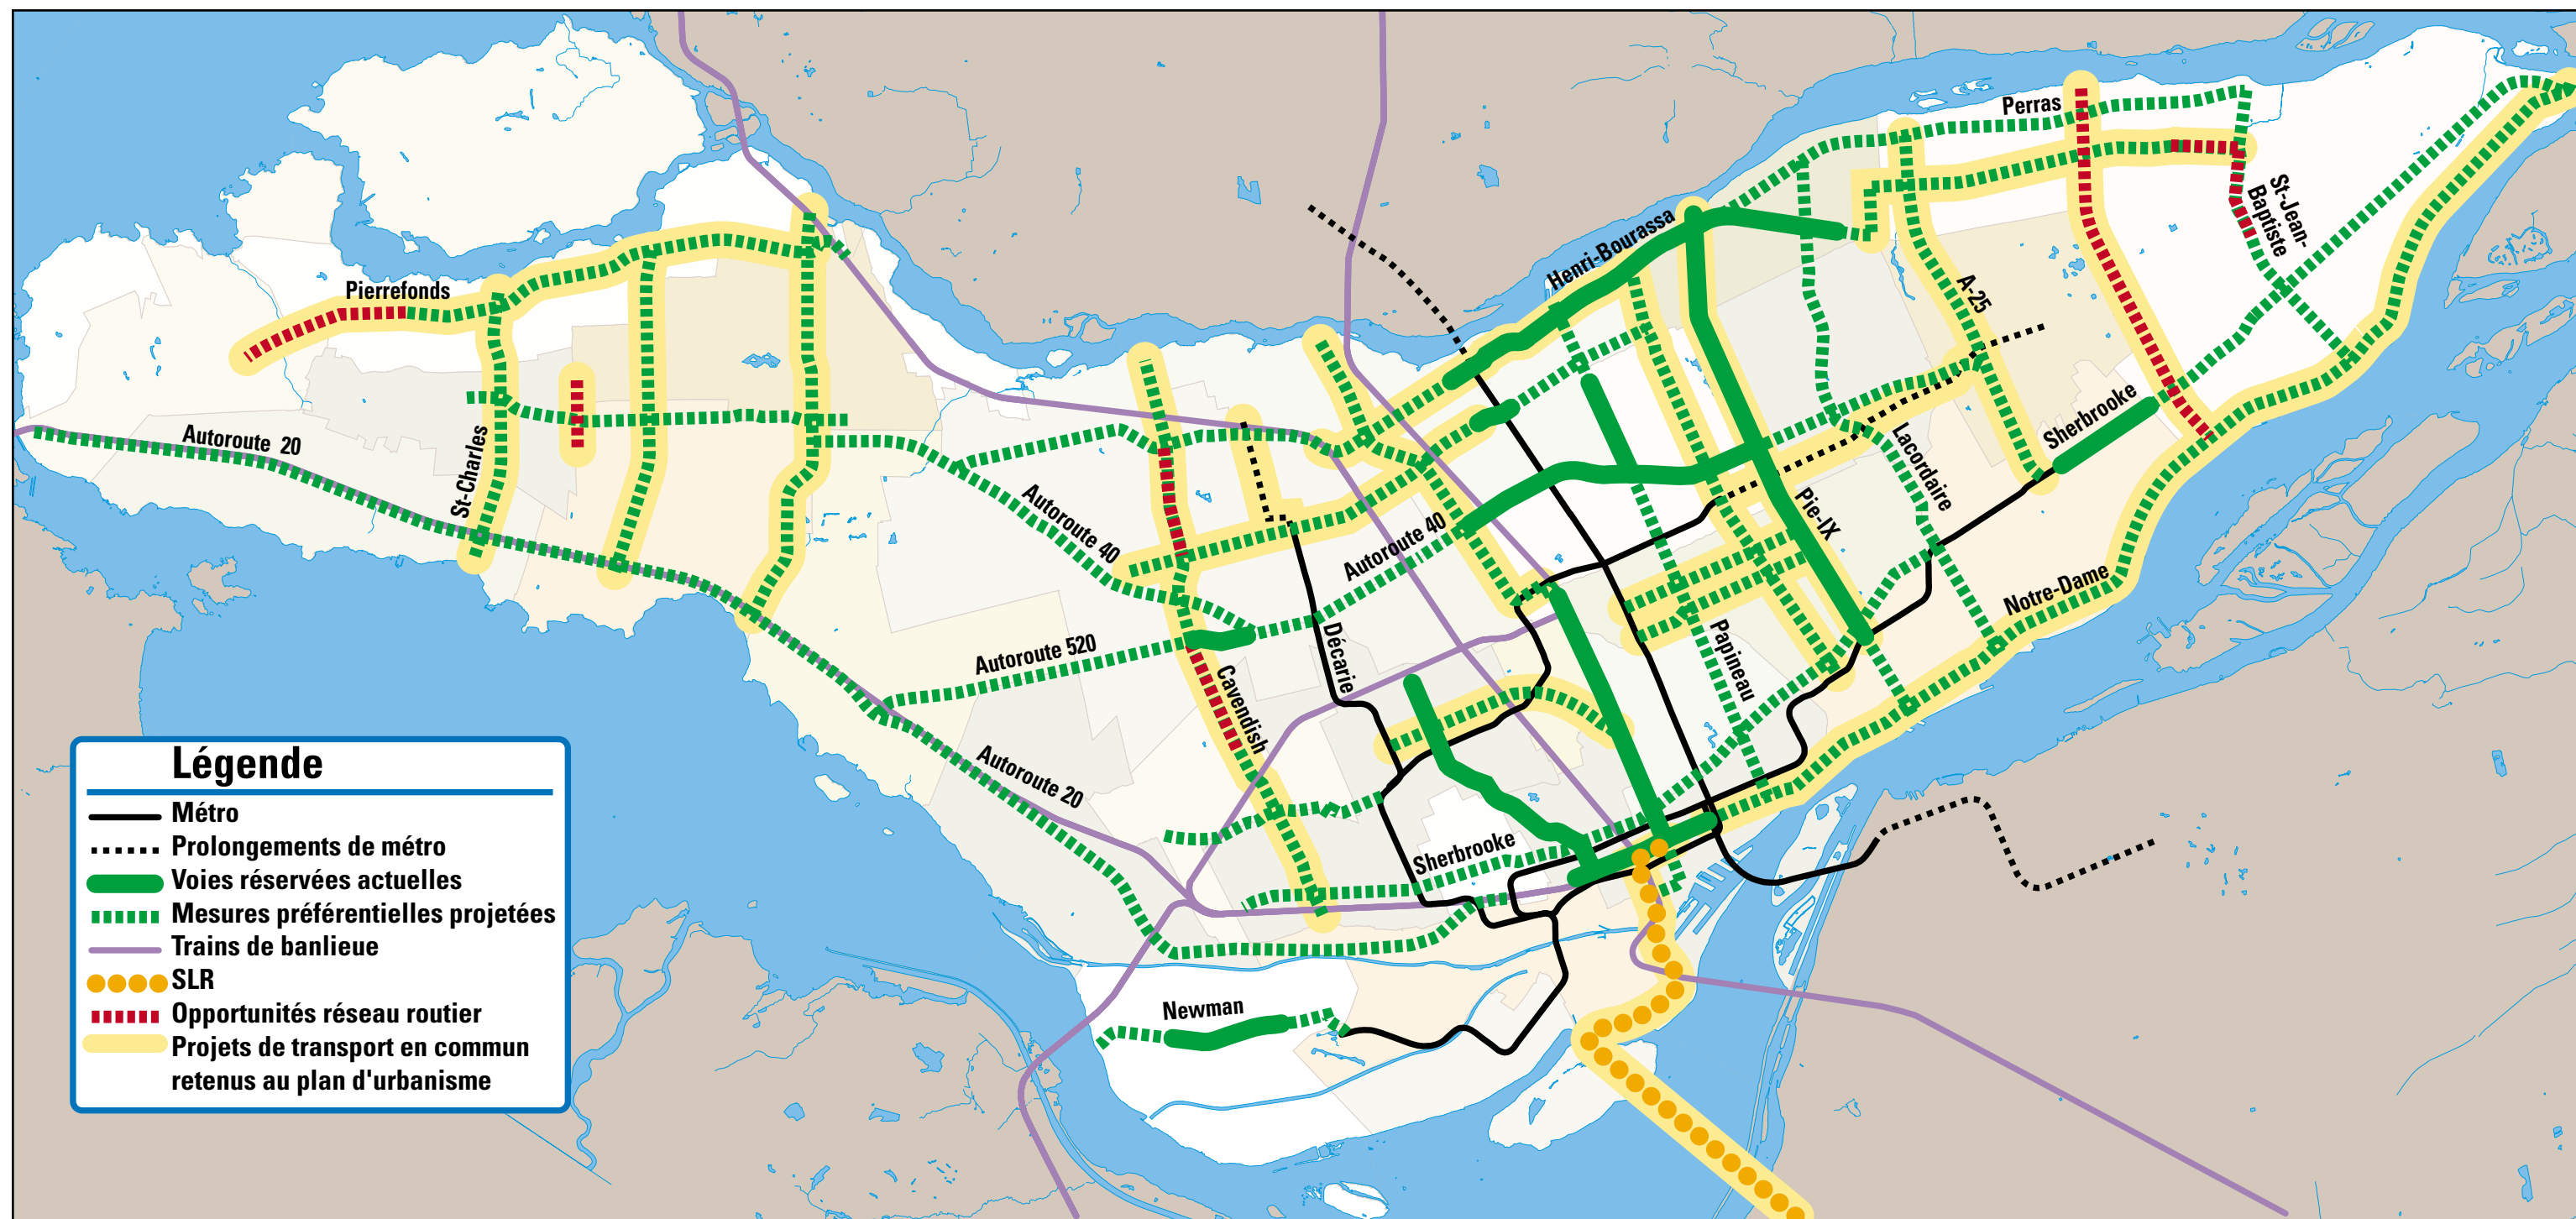 Perras
Henri-Bourassa
St-Jean-
Baptiste
Pierrefonds
A-25
Autoroute 20
St-Charles
Sherbrooke
Lacordaire
Autoroute 40
Pie-IX
Autoroute 40
Notre-Dame
Autoroute 520
Décarie
Papineau
Cavendish
Autoroute 20
Sherbrooke
Newman
Légende
Métro
Prolongements de métro
Voies réservées actuelles
Mesures préférentielles projetées
Trains de banlieue
SLR
Opportunités réseau routier
Projets de transport en commun
retenus au plan d'urbanisme